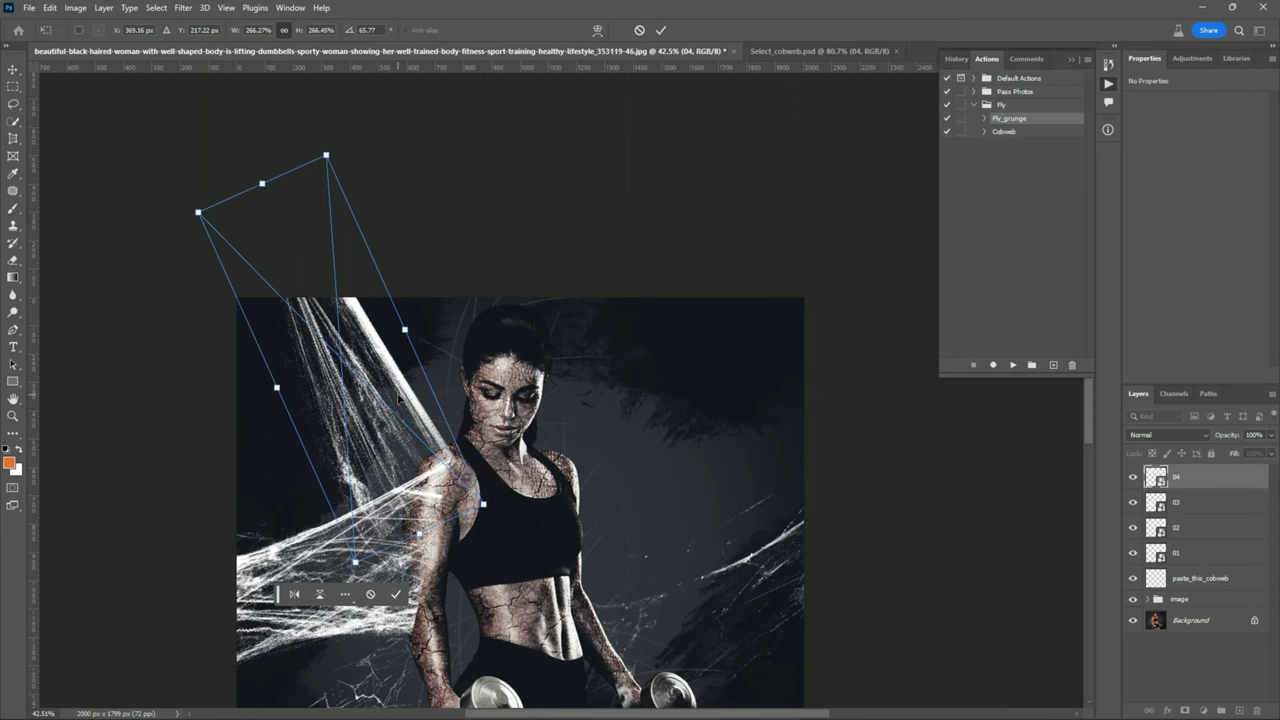 Ps File Edit Image Layer Type Select Filter 3D View Plugins Window Help
X: 369.16 px Y: 217.22 px W: 266.27% H: 266.45% 65.77 ° Anti-alias Share
beautiful-black-haired-woman-with-well-shaped-body-is-lifting-dumbbells-sporty-woman-showing-her-well-trained-body-fitness-sport-training-healthy-lifestyle_353119-46.jpg @ 42.5% (04, RGB/8) * × Select_cobweb.psd @ 80.7% (04, RGB/8) ×
History Actions Comments
Default Actions
Pass Photos
Fly
Fly_grunge
Cobweb
Properties Adjustments Libraries
No Properties
Layers Channels Paths
Kind
Normal Opacity: 100%
Lock: Fill: 100%
04
03
02
01
paste_this_cobweb
image
Background
42.51% 2000 px x 1799 px (72 ppi)